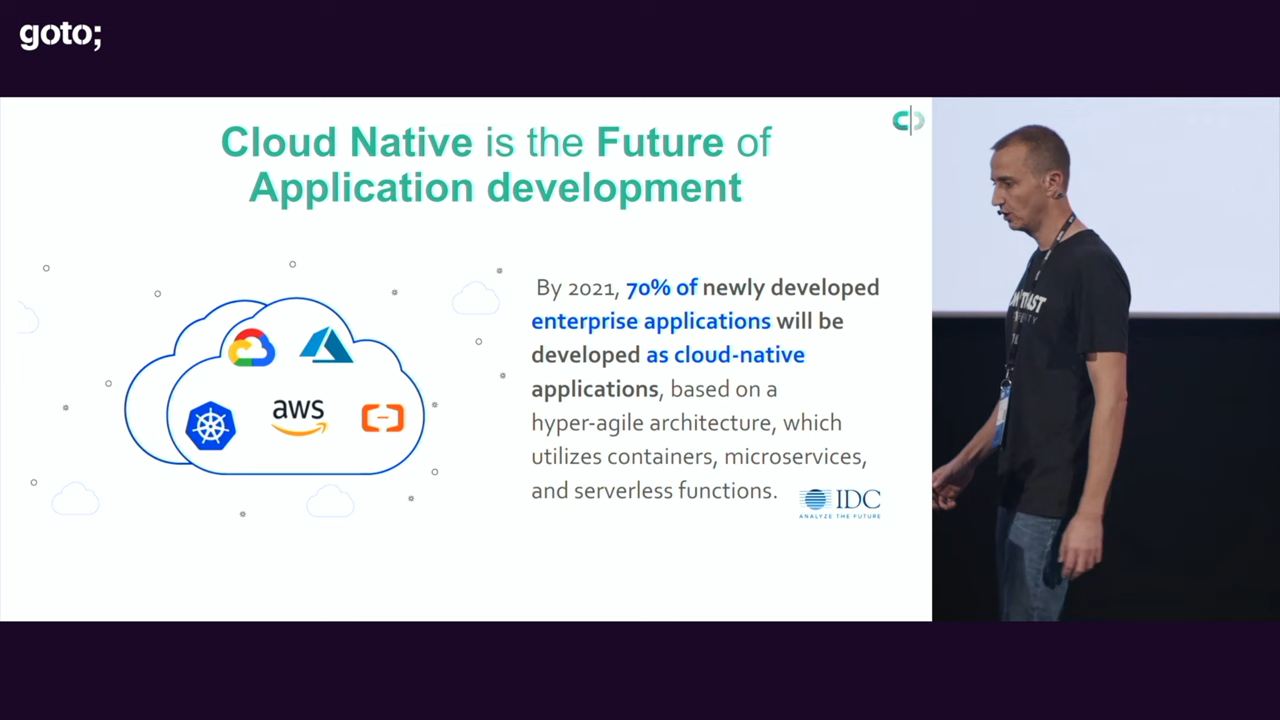 goto;
Cloud Native is the Future of
Application development
By 2021, 70% of newly developed
enterprise applications will be
developed as cloud-native
applications, based on a
hyper-agile architecture, which
utilizes containers, microservices,
and serverless functions.
aws
IDC
ANALYZE THE FUTURE